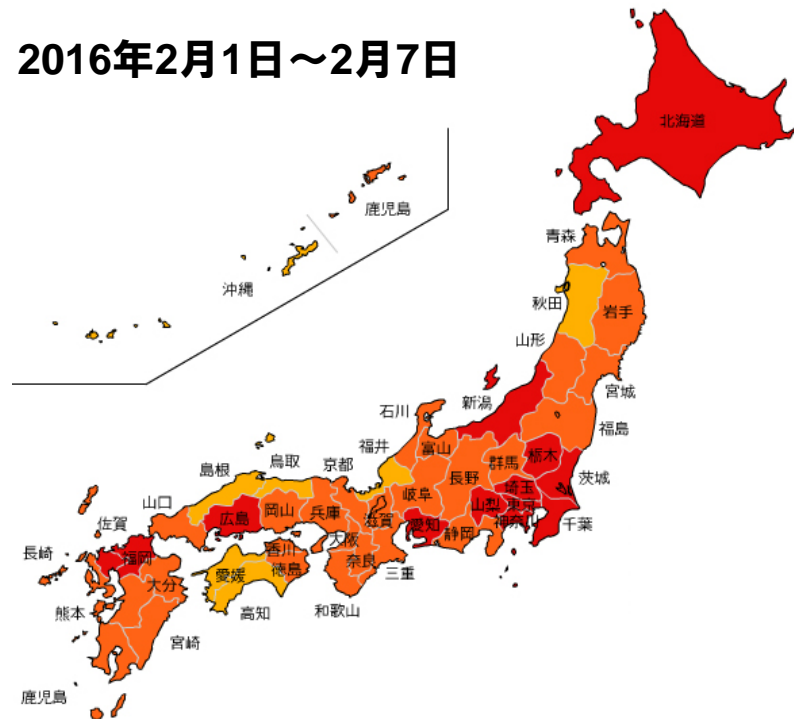 2016年2月1日～2月7日
北海道
鹿児島
青森
沖縄
秋田
岩手
山形
宮城
石川
新潟
福島
福井
富山
群馬
栃木
茨城
島根
鳥取
京都
長野
埼玉
山口
岡山
兵庫
滋賀
岐阜
山梨
東京
佐賀
広島
愛知
静岡
神奈川
千葉
長崎
福岡
香川
大阪
奈良
三重
大分
愛媛
徳島
熊本
高知
和歌山
宮崎
鹿児島